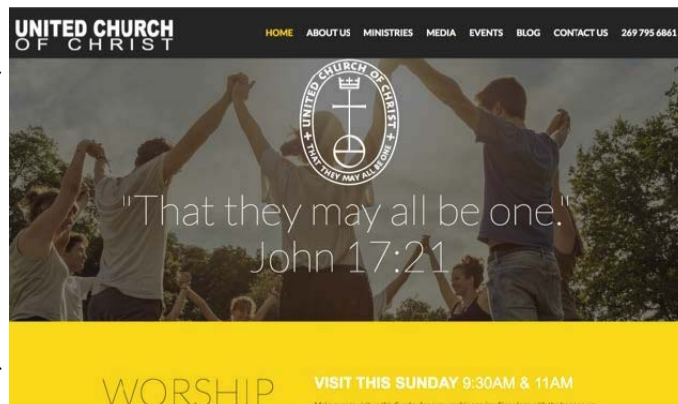 UNITED CHURCH
OF CHRIST
HOME ABOUT US MINISTRIES MEDIA EVENTS BLOG CONTACT US 269 795 6861
UNITED CHURCH OF CHRIST
THAT THEY MAY ALL BE ONE
"That they may all be one."
John 17:21
WORSHIP
VISIT THIS SUNDAY 9:30AM & 11AM